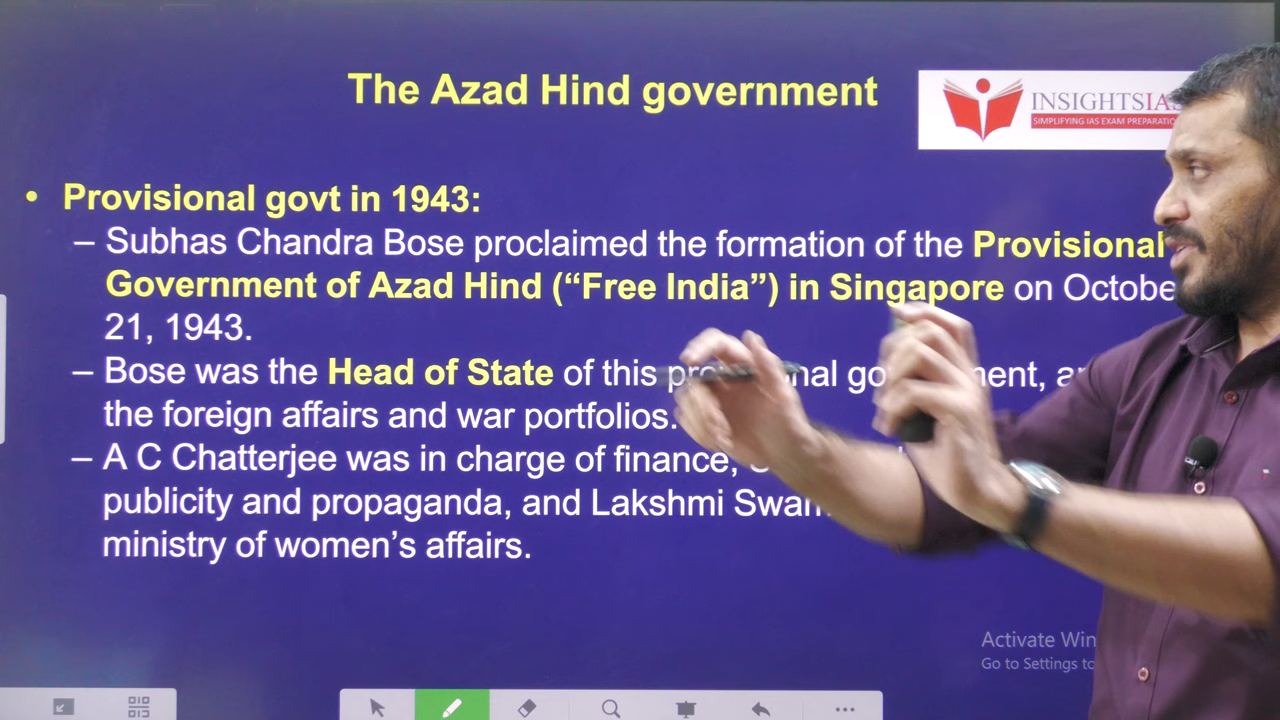 The Azad Hind government
INSIGHTSIAS
SIMPLIFYING IAS EXAM PREPARATIO
• Provisional govt in 1943:
– Subhas Chandra Bose proclaimed the formation of the Provisional
Government of Azad Hind (“Free India”) in Singapore on Octobe
21, 1943.
– Bose was the Head of State of this
the foreign affairs and war portfolios.
– A C Chatterjee was in charge of finance,
publicity and propaganda, and Lakshmi
ministry of women’s affairs.
Activate Win
Go to Settings to